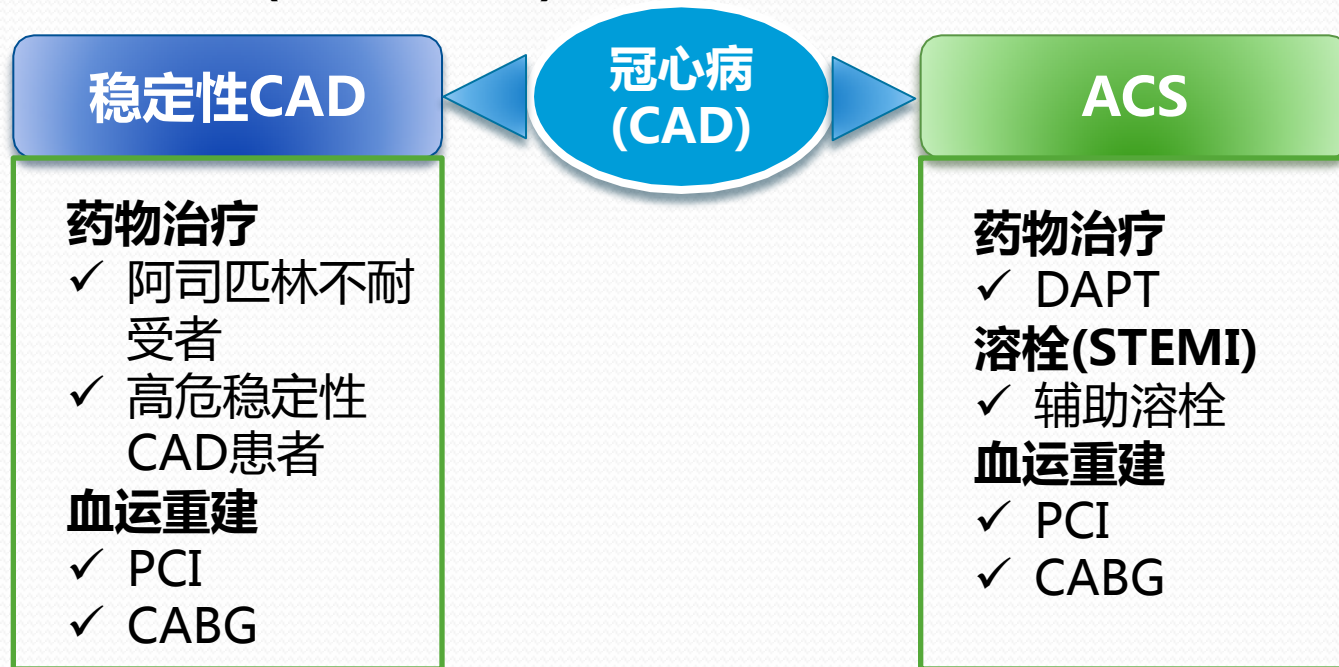 冠心病
(CAD)
稳定性CAD
药物治疗
✓ 阿司匹林不耐
受者
✓ 高危稳定性
CAD患者
血运重建
✓ PCI
✓ CABG
ACS
药物治疗
✓ DAPT
溶栓(STEMI)
✓ 辅助溶栓
血运重建
✓ PCI
✓ CABG